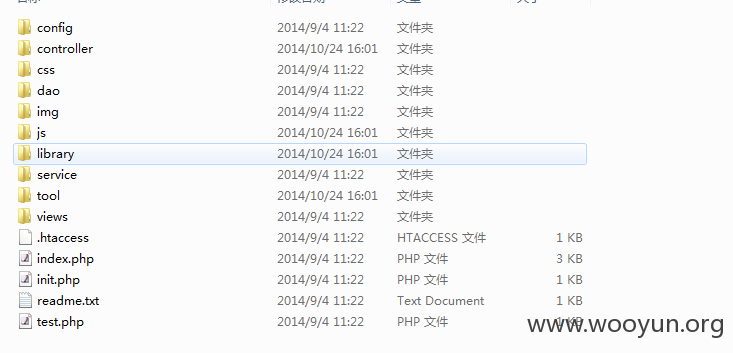 config 2014/9/4 11:22 文件夹
controller 2014/10/24 16:01 文件夹
css 2014/9/4 11:22 文件夹
dao 2014/9/4 11:22 文件夹
img 2014/9/4 11:22 文件夹
js 2014/10/24 16:01 文件夹
library 2014/10/24 16:01 文件夹
service 2014/9/4 11:22 文件夹
tool 2014/10/24 16:01 文件夹
views 2014/9/4 11:22 文件夹
.htaccess 2014/9/4 11:22 HTACCESS 文件 1 KB
index.php 2014/9/4 11:22 PHP 文件 3 KB
init.php 2014/9/4 11:22 PHP 文件 1 KB
readme.txt 2014/9/4 11:22 Text Document 1 KB
test.php 2014/9/4 11:22 PHP 文件 1 KB
www.wooyun.org